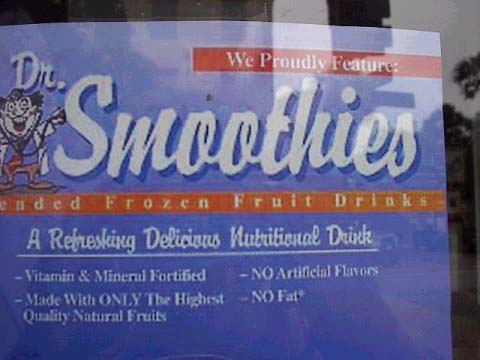 We Proudly Feature:
Dr.
Smoothies
ended Frozen Fruit Drinks
A Refreshing Delicious Nutritional Drink
– Vitamin & Mineral Fortified
– Made With ONLY The Highest
Quality Natural Fruits
– NO Artificial Flavors
– NO Fat*